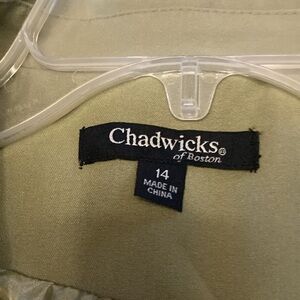 Chadwicks®
of Boston
14
MADE IN
CHINA